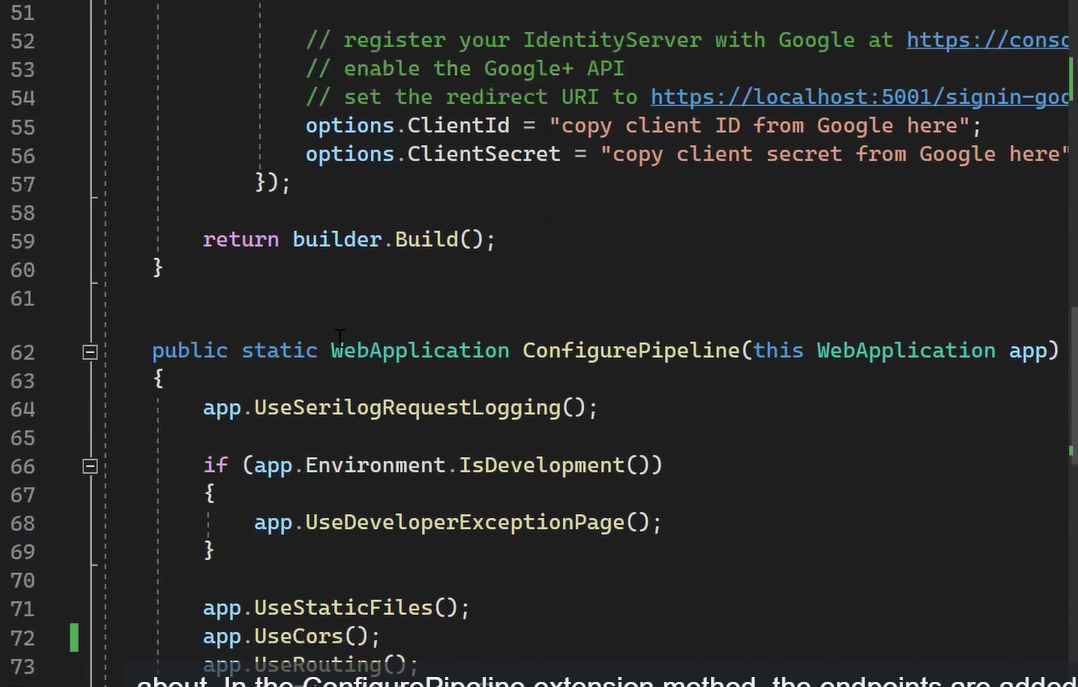 51
52 // register your IdentityServer with Google at https://conso
53 // enable the Google+ API
54 // set the redirect URI to https://localhost:5001/signin-goo
55 options.ClientId = "copy client ID from Google here";
56 options.ClientSecret = "copy client secret from Google here"
57 });
58
59 return builder.Build();
60 }
61
62 public static WebApplication ConfigurePipeline(this WebApplication app)
63 {
64 app.UseSerilogRequestLogging();
65
66 if (app.Environment.IsDevelopment())
67 {
68 app.UseDeveloperExceptionPage();
69 }
70
71 app.UseStaticFiles();
72 app.UseCors();
73 app.UseRouting();
about. In the ConfigurePipeline extension method, the endpoints are added